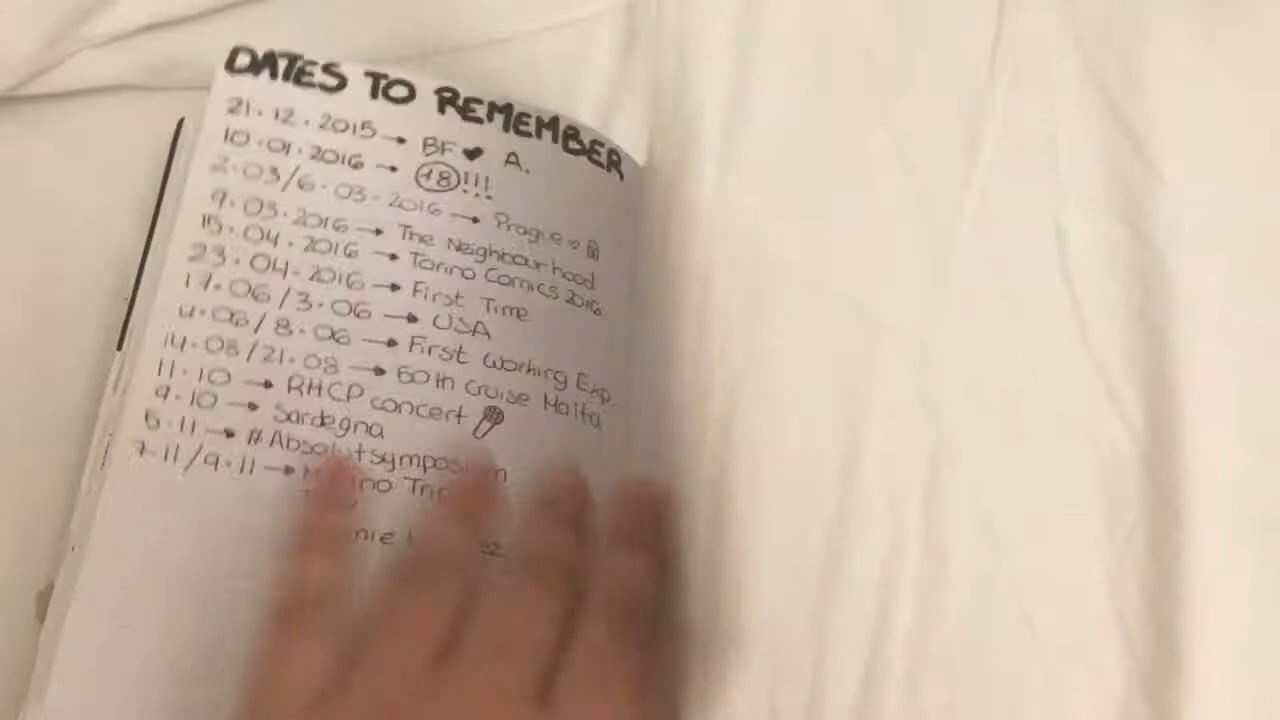 DATES TO REMEMBER
21.12.2015 → BF ♥ A.
10.01.2016 → 18!!!
2.03/6.03.2016 → Prague
9.03.2016 → The Neighbourhood
15.04.2016 → Torino Comics 2016
23.04.2016 → First Time
17.06/3.06 → USA
4.06/8.06 → First Working Exp.
14.08/21.08 → 60th Cruise Malta
11.10 → RHCP concert
9.10 → Sardegna
6.11 → #Absolutsymposion
7.11/9.11 →